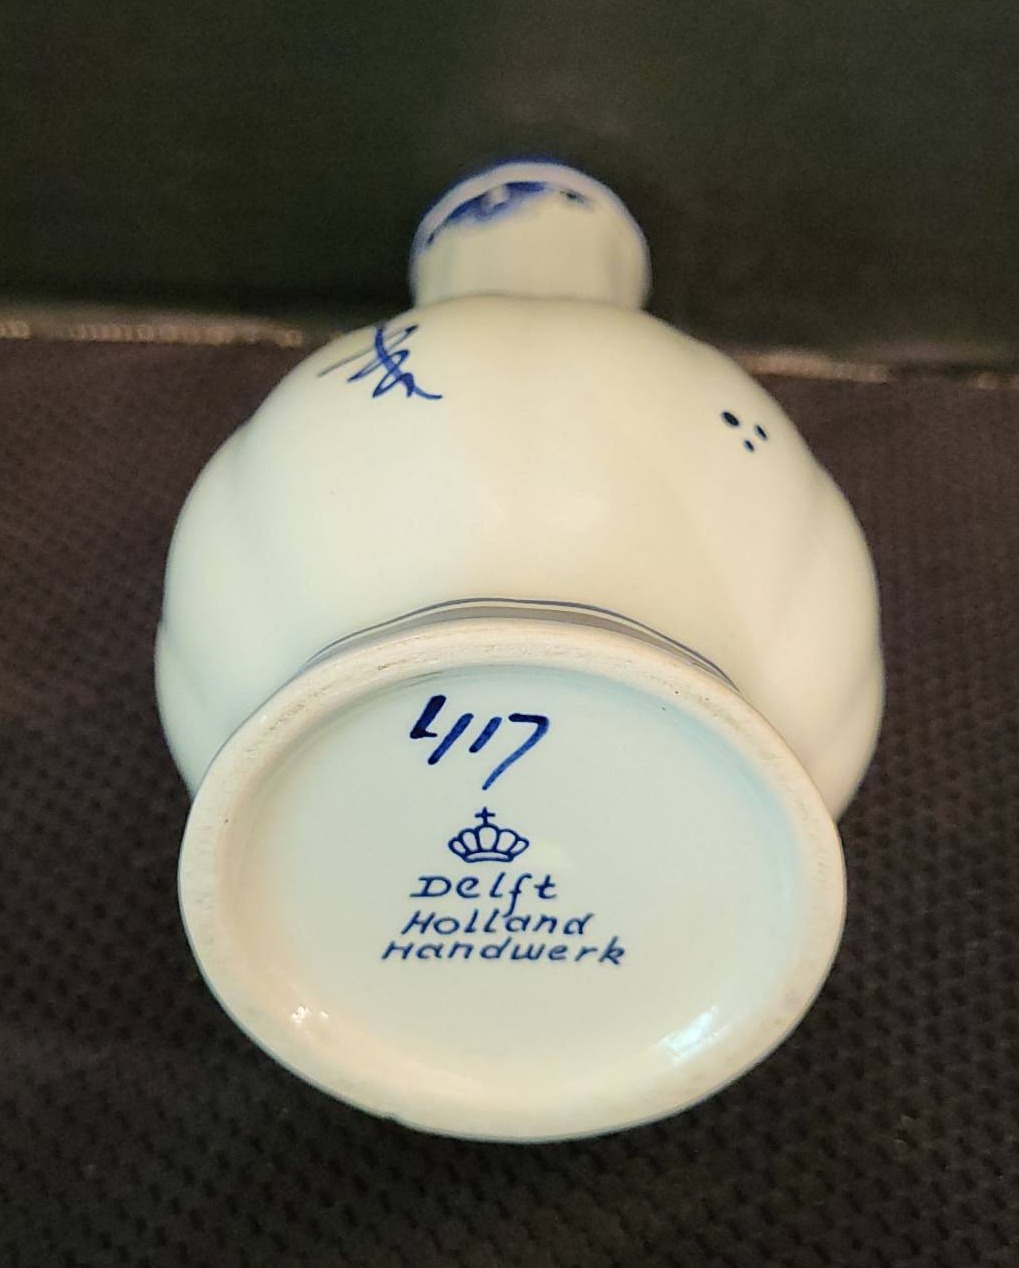 417
Delft
Holland
Handwerk